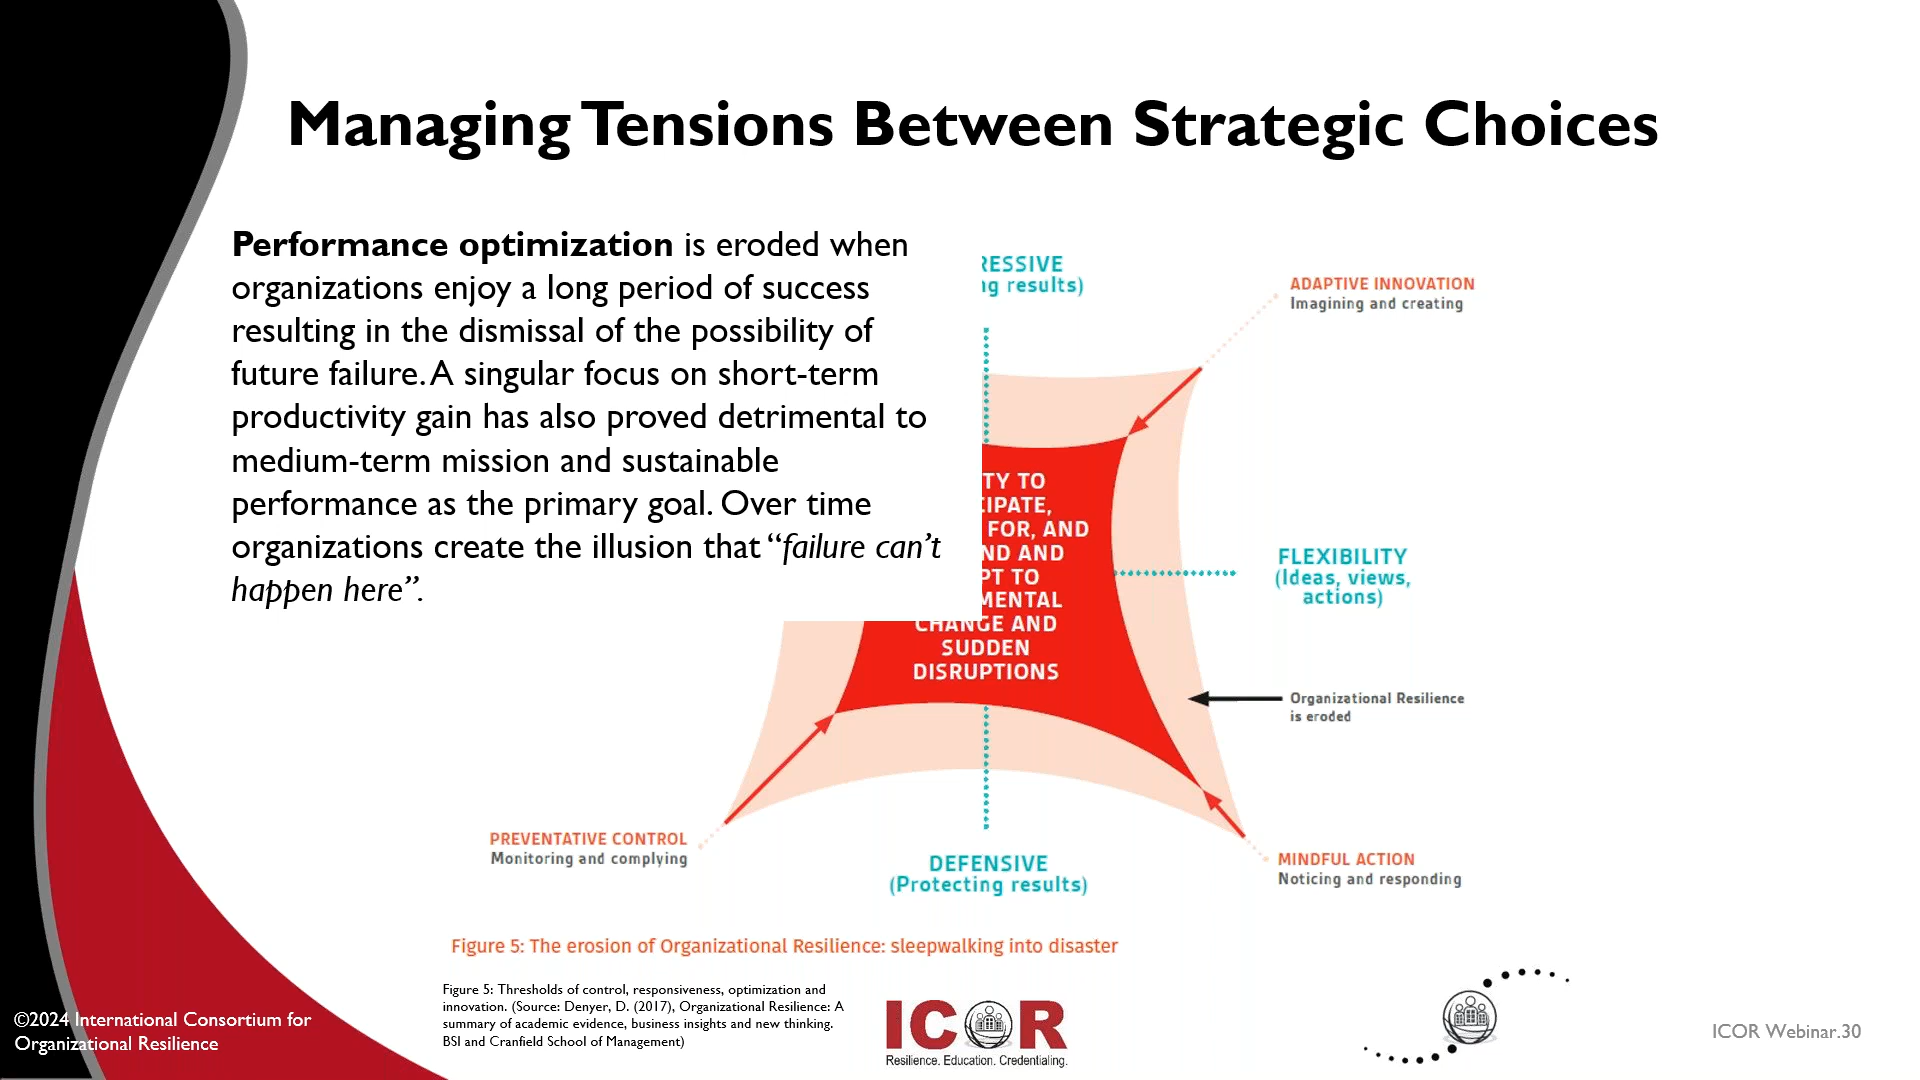 Managing Tensions Between Strategic Choices
Performance optimization is eroded when
organizations enjoy a long period of success
resulting in the dismissal of the possibility of
future failure. A singular focus on short-term
productivity gain has also proved detrimental to
medium-term mission and sustainable
performance as the primary goal. Over time
organizations create the illusion that “failure can’t
happen here”.
RESSIVE
ng results)
ADAPTIVE INNOVATION
Imagining and creating
TY TO
CIPATE,
FOR, AND
ND AND
PT TO
MENTAL
CHANGE AND
SUDDEN
DISRUPTIONS
FLEXIBILITY
(Ideas, views,
actions)
Organizational Resilience
is eroded
PREVENTATIVE CONTROL
Monitoring and complying
DEFENSIVE
(Protecting results)
MINDFUL ACTION
Noticing and responding
Figure 5: The erosion of Organizational Resilience: sleepwalking into disaster
Figure 5: Thresholds of control, responsiveness, optimization and
innovation. (Source: Denyer, D. (2017), Organizational Resilience: A
summary of academic evidence, business insights and new thinking.
BSI and Cranfield School of Management)
ICOR
Resilience. Education. Credentialing.
©2024 International Consortium for
Organizational Resilience
ICOR Webinar.30